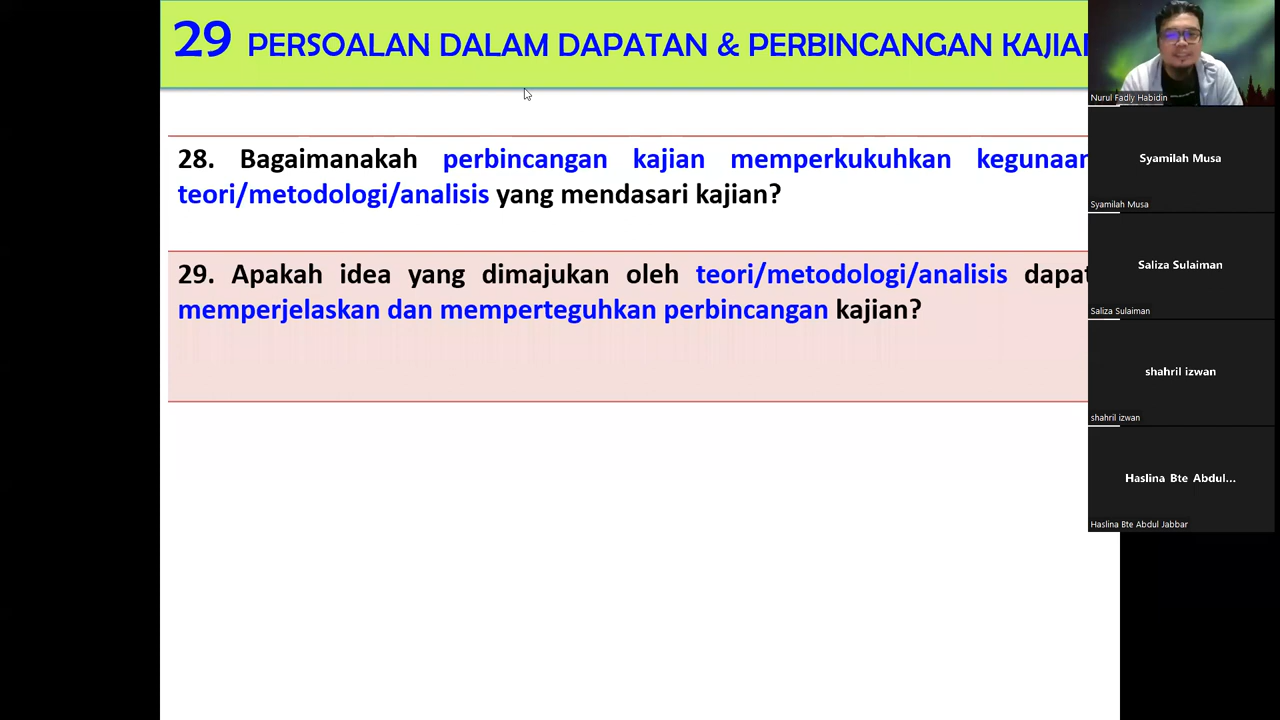 29 PERSOALAN DALAM DAPATAN & PERBINCANGAN KAJIAN
28. Bagaimanakah perbincangan kajian memperkukuhkan kegunaan
teori/metodologi/analisis yang mendasari kajian?
29. Apakah idea yang dimajukan oleh teori/metodologi/analisis dapat
memperjelaskan dan memperteguhkan perbincangan kajian?
Nurul Fadly Habidin
Syamilah Musa
Syamilah Musa
Saliza Sulaiman
Saliza Sulaiman
shahril izwan
shahril izwan
Haslina Bte Abdul...
Haslina Bte Abdul Jabbar